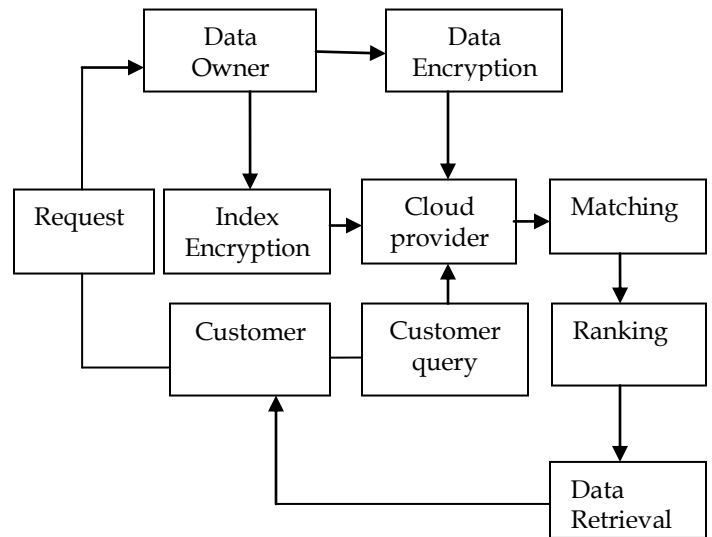 Data
Owner
Data
Encryption
Request
Index
Encryption
Cloud
provider
Matching
Customer
Customer
query
Ranking
Data
Retrieval